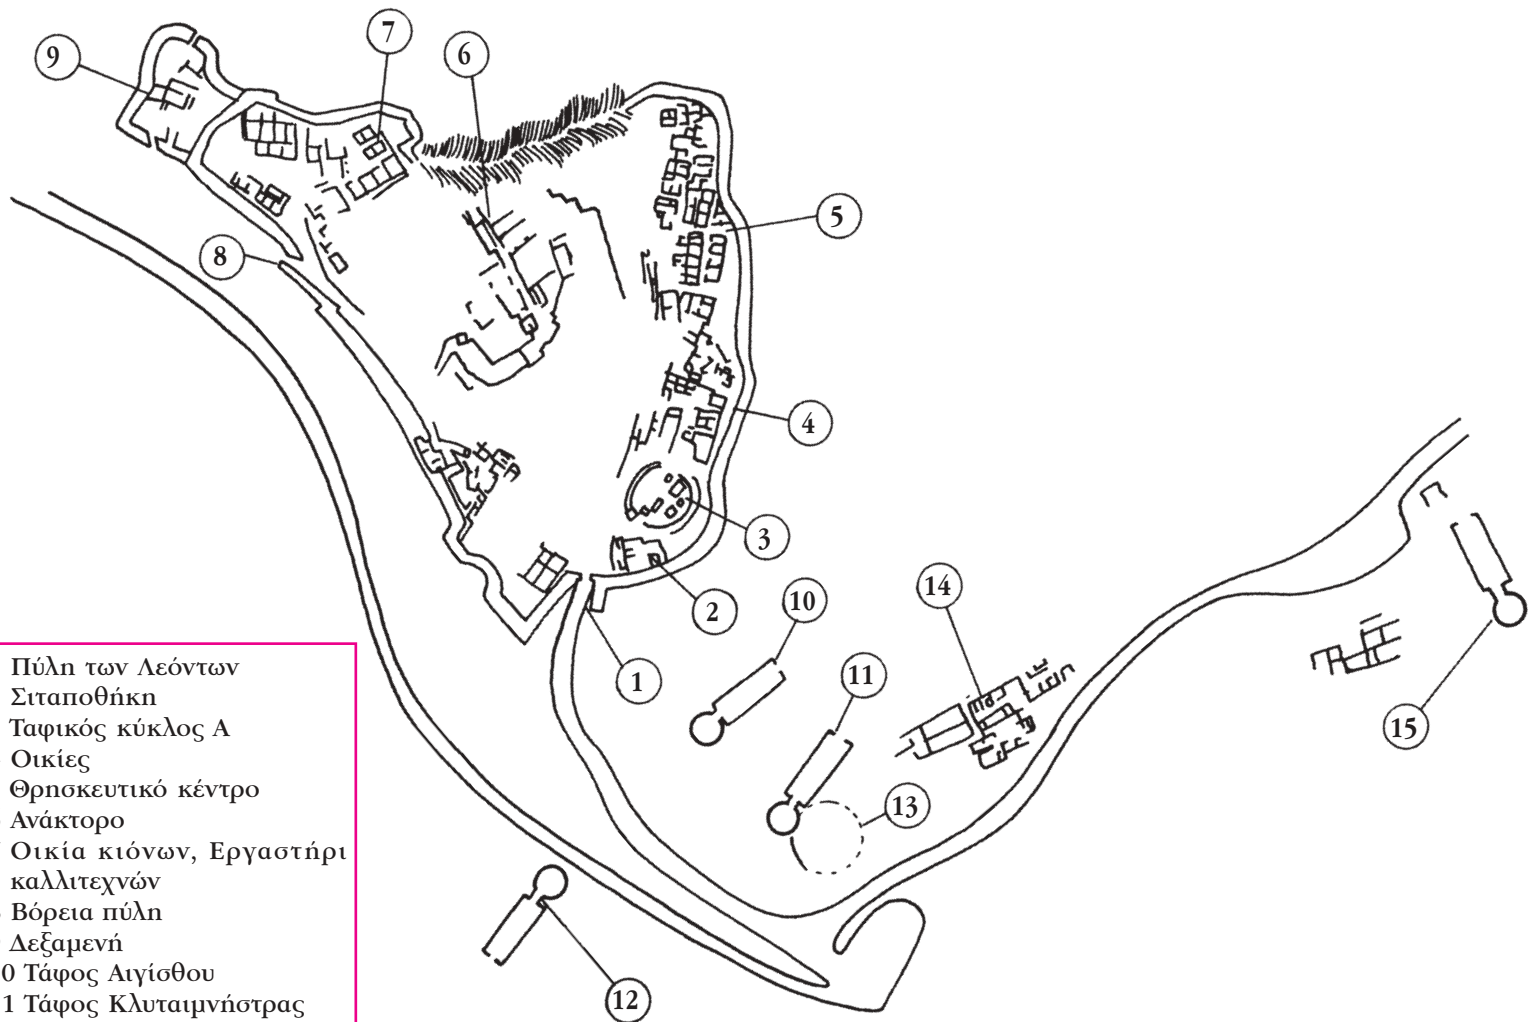 9
7
6
5
8
4
3
2
10
14
1
11
15
13
12
Πύλη των Λεόντων
Σιταποθήκη
Ταφικός κύκλος Α
Οικίες
Θρησκευτικό κέντρο
Ανάκτορο
Οικία κιόνων, Εργαστήρι
καλλιτεχνών
Βόρεια πύλη
Δεξαμενή
0 Τάφος Αιγίσθου
1 Τάφος Κλυταιμνήστρας